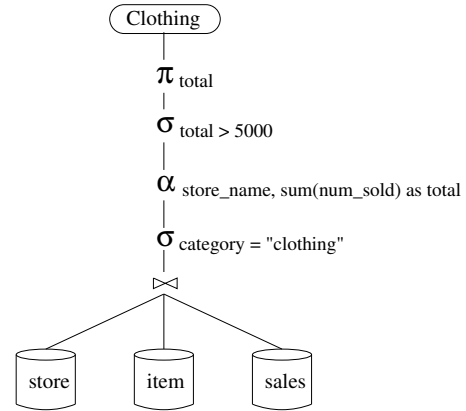 Clothing
π total
σ total > 5000
α store_name, sum(num_sold) as total
σ category = "clothing"
⋈
store item sales